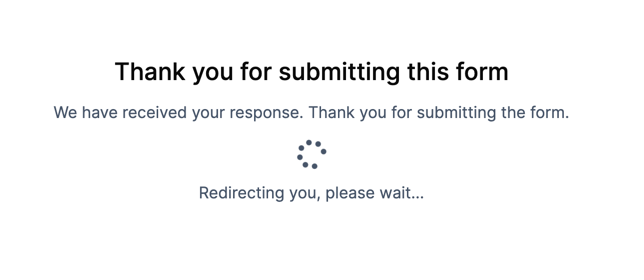 Thank you for submitting this form
We have received your response. Thank you for submitting the form.
Redirecting you, please wait...